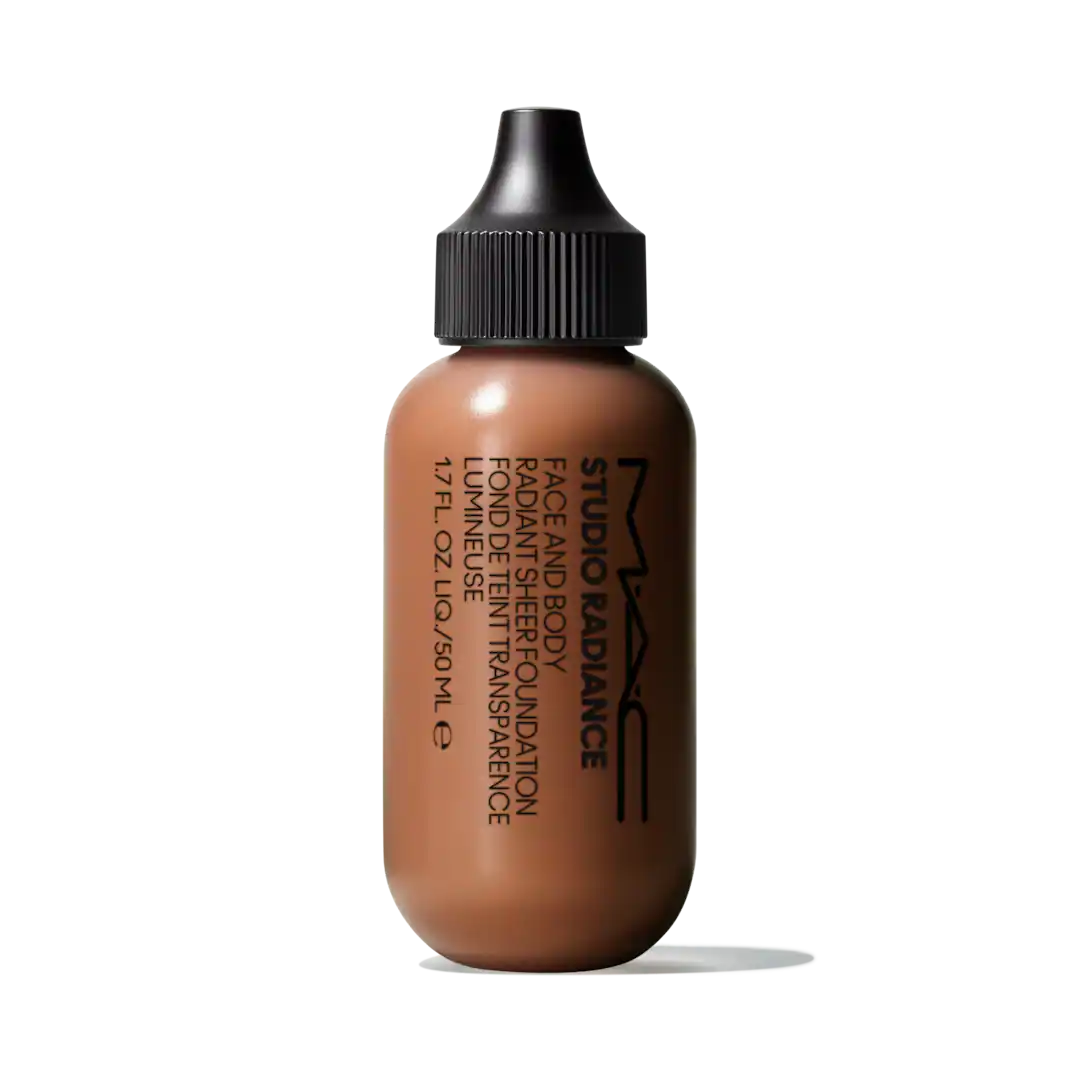 MAC
STUDIO RADIANCE
FACE AND BODY
RADIANT SHEER FOUNDATION
FOND DE TEINT TRANSPARENCE
LUMINEUSE
1.7 FL. OZ. LIQ./50 ML ℮